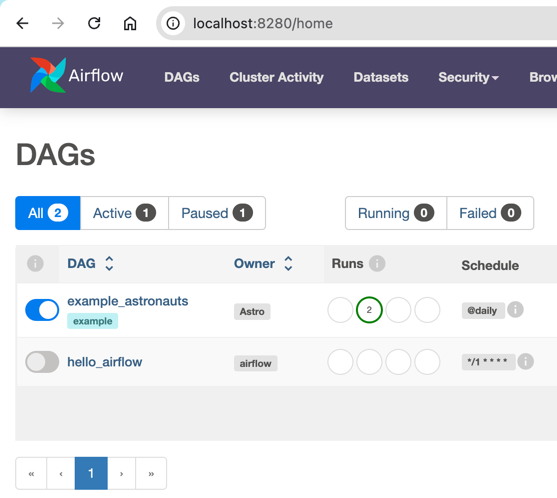 localhost:8280/home
Airflow DAGs Cluster Activity Datasets Security Brow
DAGs
All 2 Active 1 Paused 1 Running 0 Failed 0
i DAG Owner Runs i Schedule
example_astronauts Astro 2 @daily i
example
hello_airflow airflow */1 * * * * i
« ‹ 1 › »